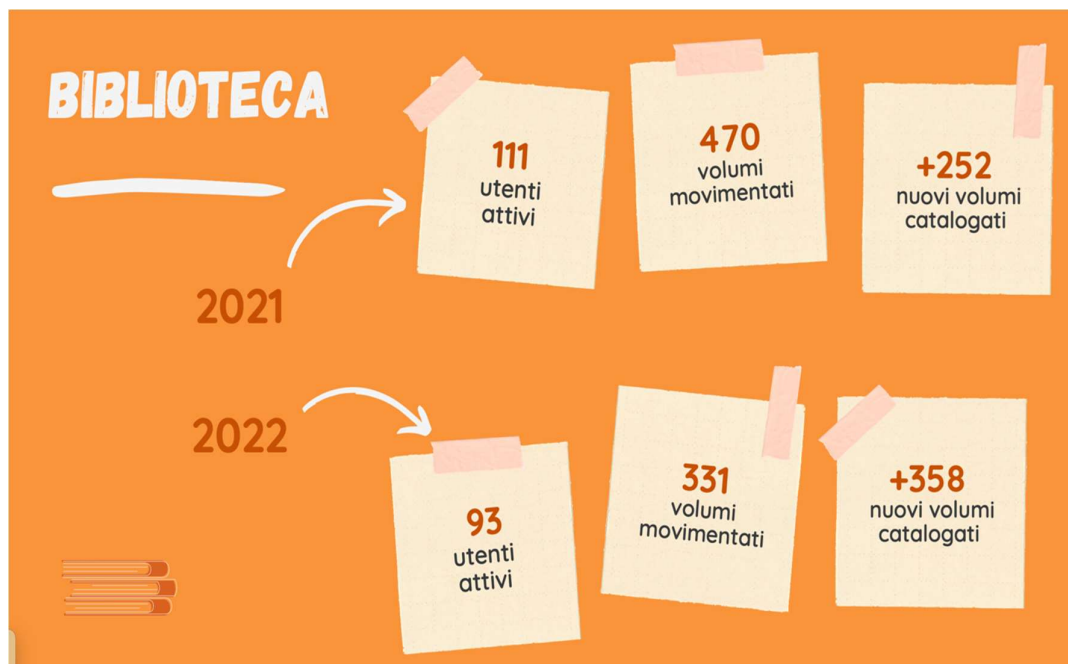 BIBLIOTECA
2021
111
utenti
attivi
470
volumi
movimentati
+252
nuovi volumi
catalogati
2022
93
utenti
attivi
331
volumi
movimentati
+358
nuovi volumi
catalogati